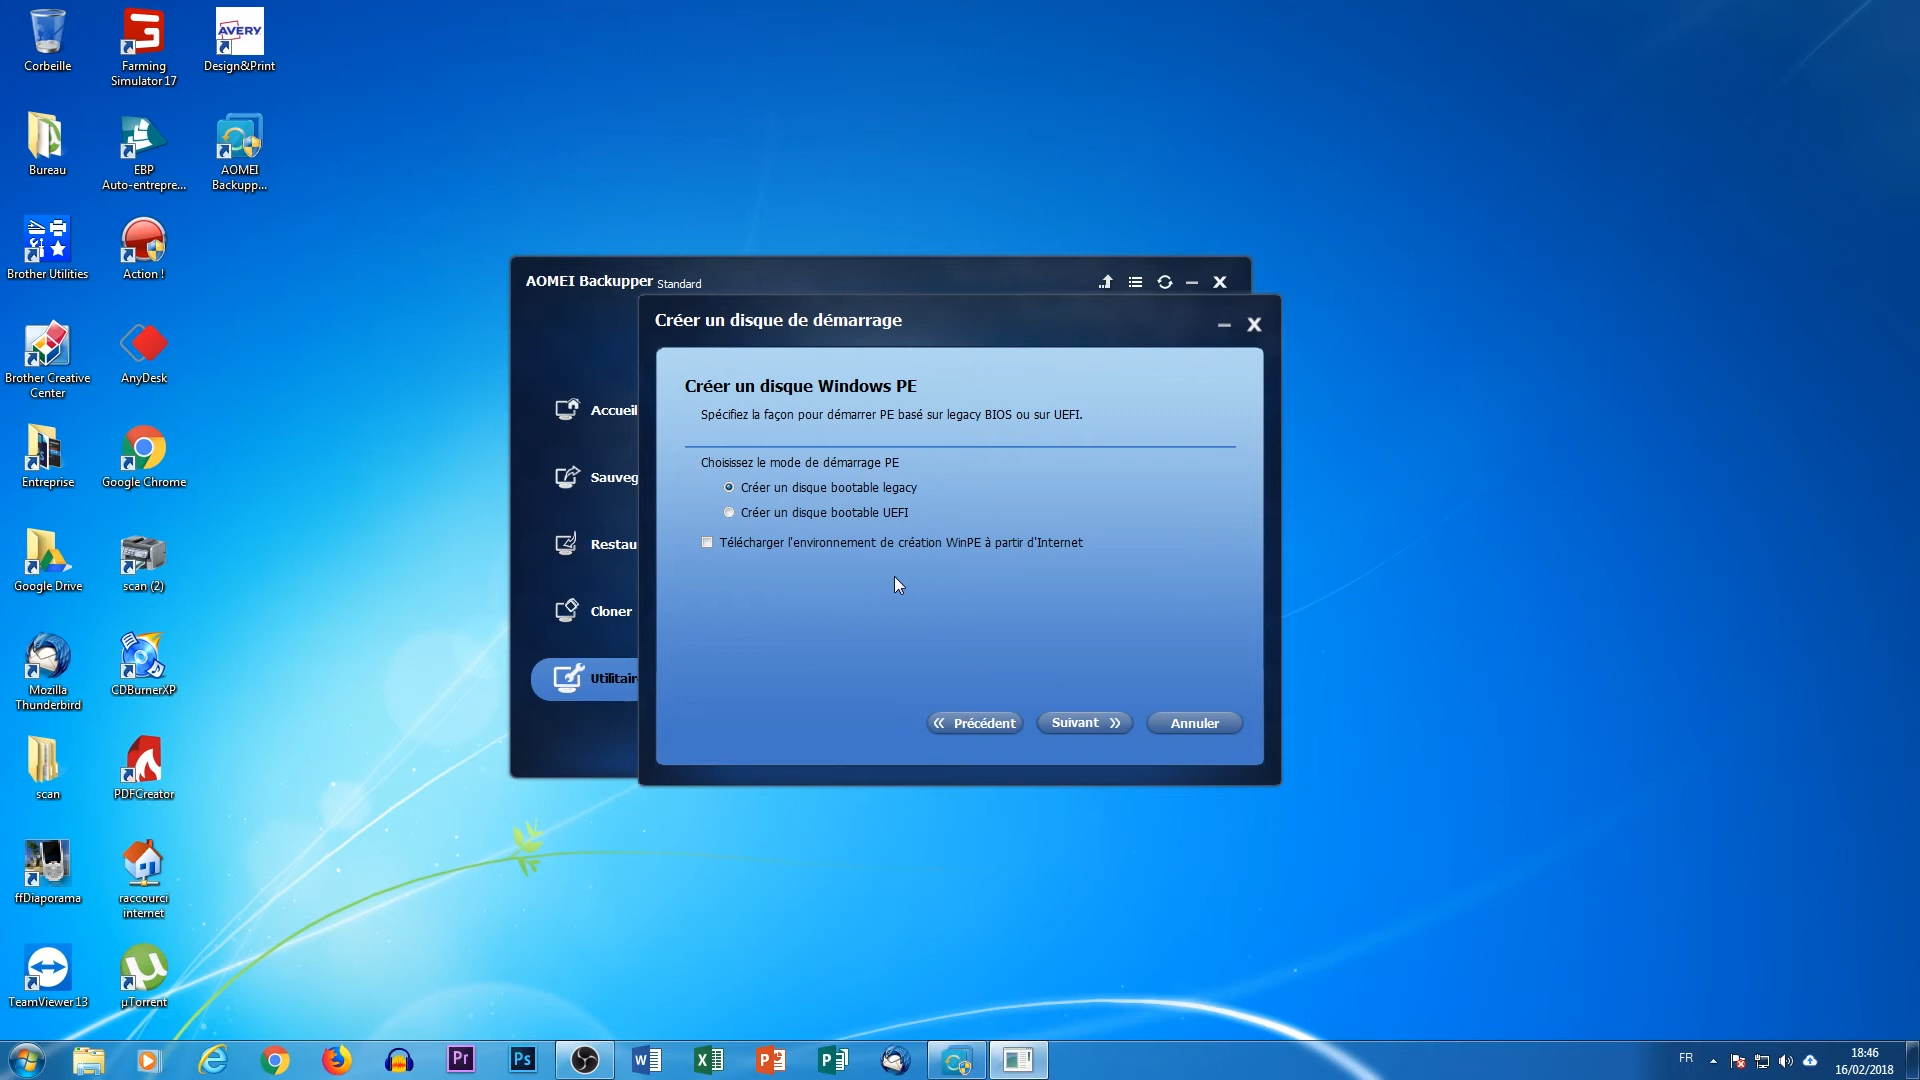 Corbeille
Farming
Simulator 17
AVERY
Design&Print
Bureau
EBP
Auto-entrepre...
AOMEI
Backupp...
Brother Utilities
Action !
Brother Creative
Center
AnyDesk
Entreprise
Google Chrome
Google Drive
scan (2)
Mozilla
Thunderbird
CDBurnerXP
scan
PDFCreator
ffDiaporama
raccourci
internet
TeamViewer 13
µTorrent
AOMEI Backupper Standard
Accueil
Sauveg
Restau
Cloner
Utilitair
Créer un disque de démarrage
Créer un disque Windows PE
Spécifiez la façon pour démarrer PE basé sur legacy BIOS ou sur UEFI.
Choisissez le mode de démarrage PE
Créer un disque bootable legacy
Créer un disque bootable UEFI
Télécharger l'environnement de création WinPE à partir d'Internet
Précédent
Suivant
Annuler
Pr
Ps
FR
18:46
16/02/2018